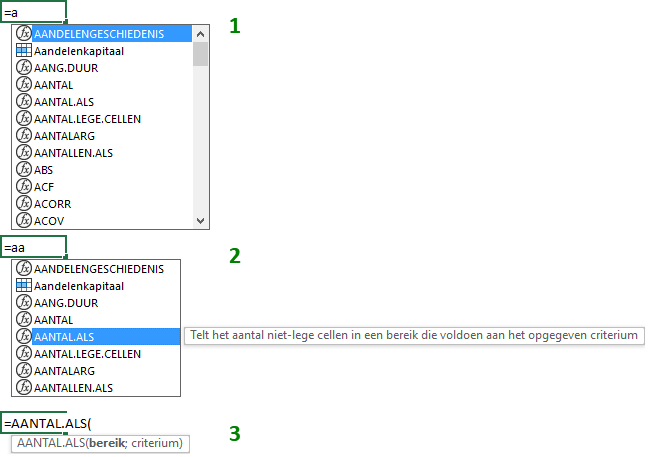 =a
1
AANDELENGESCHIEDENIS
Aandelenkapitaal
AANG.DUUR
AANTAL
AANTAL.ALS
AANTAL.LEGE.CELLEN
AANTALARG
AANTALLEN.ALS
ABS
ACF
ACORR
ACOV
=aa
2
AANDELENGESCHIEDENIS
Aandelenkapitaal
AANG.DUUR
AANTAL
AANTAL.ALS Telt het aantal niet-lege cellen in een bereik die voldoen aan het opgegeven criterium
AANTAL.LEGE.CELLEN
AANTALARG
AANTALLEN.ALS
=AANTAL.ALS(
3
AANTAL.ALS(bereik; criterium)